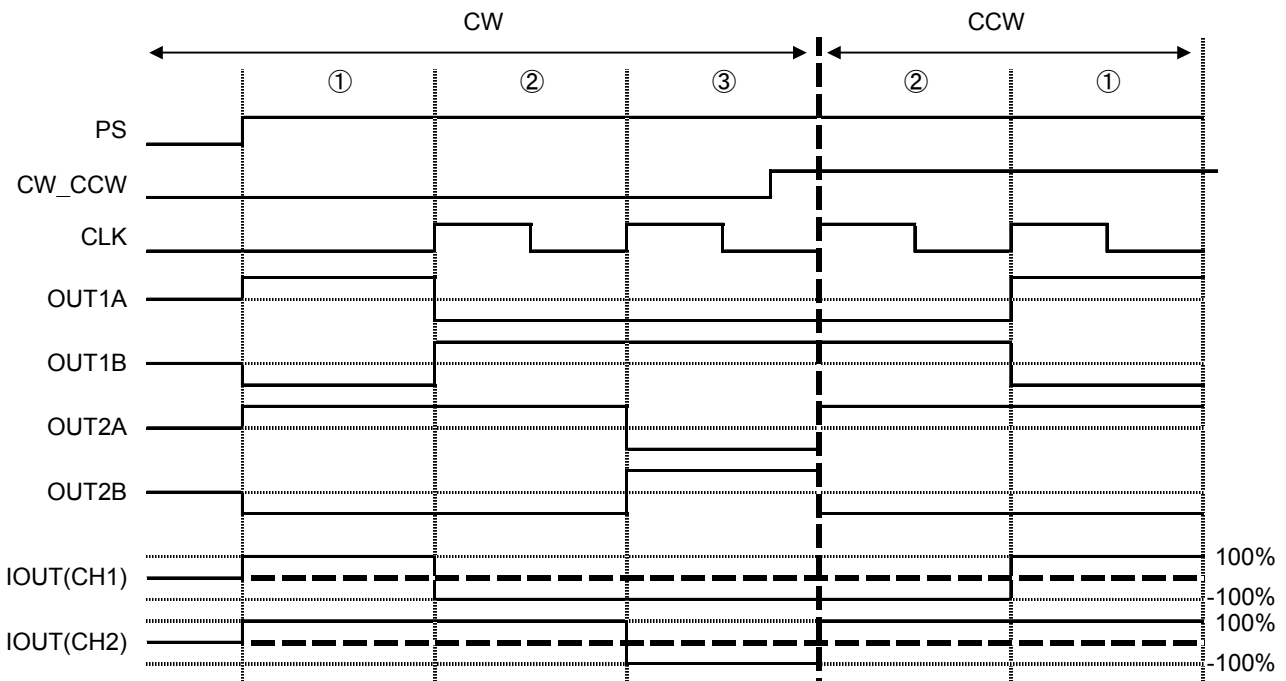 CW CCW
① ② ③ ② ①
PS
CW_CCW
CLK
OUT1A
OUT1B
OUT2A
OUT2B
100%
IOUT(CH1)
-100%
100%
IOUT(CH2)
-100%